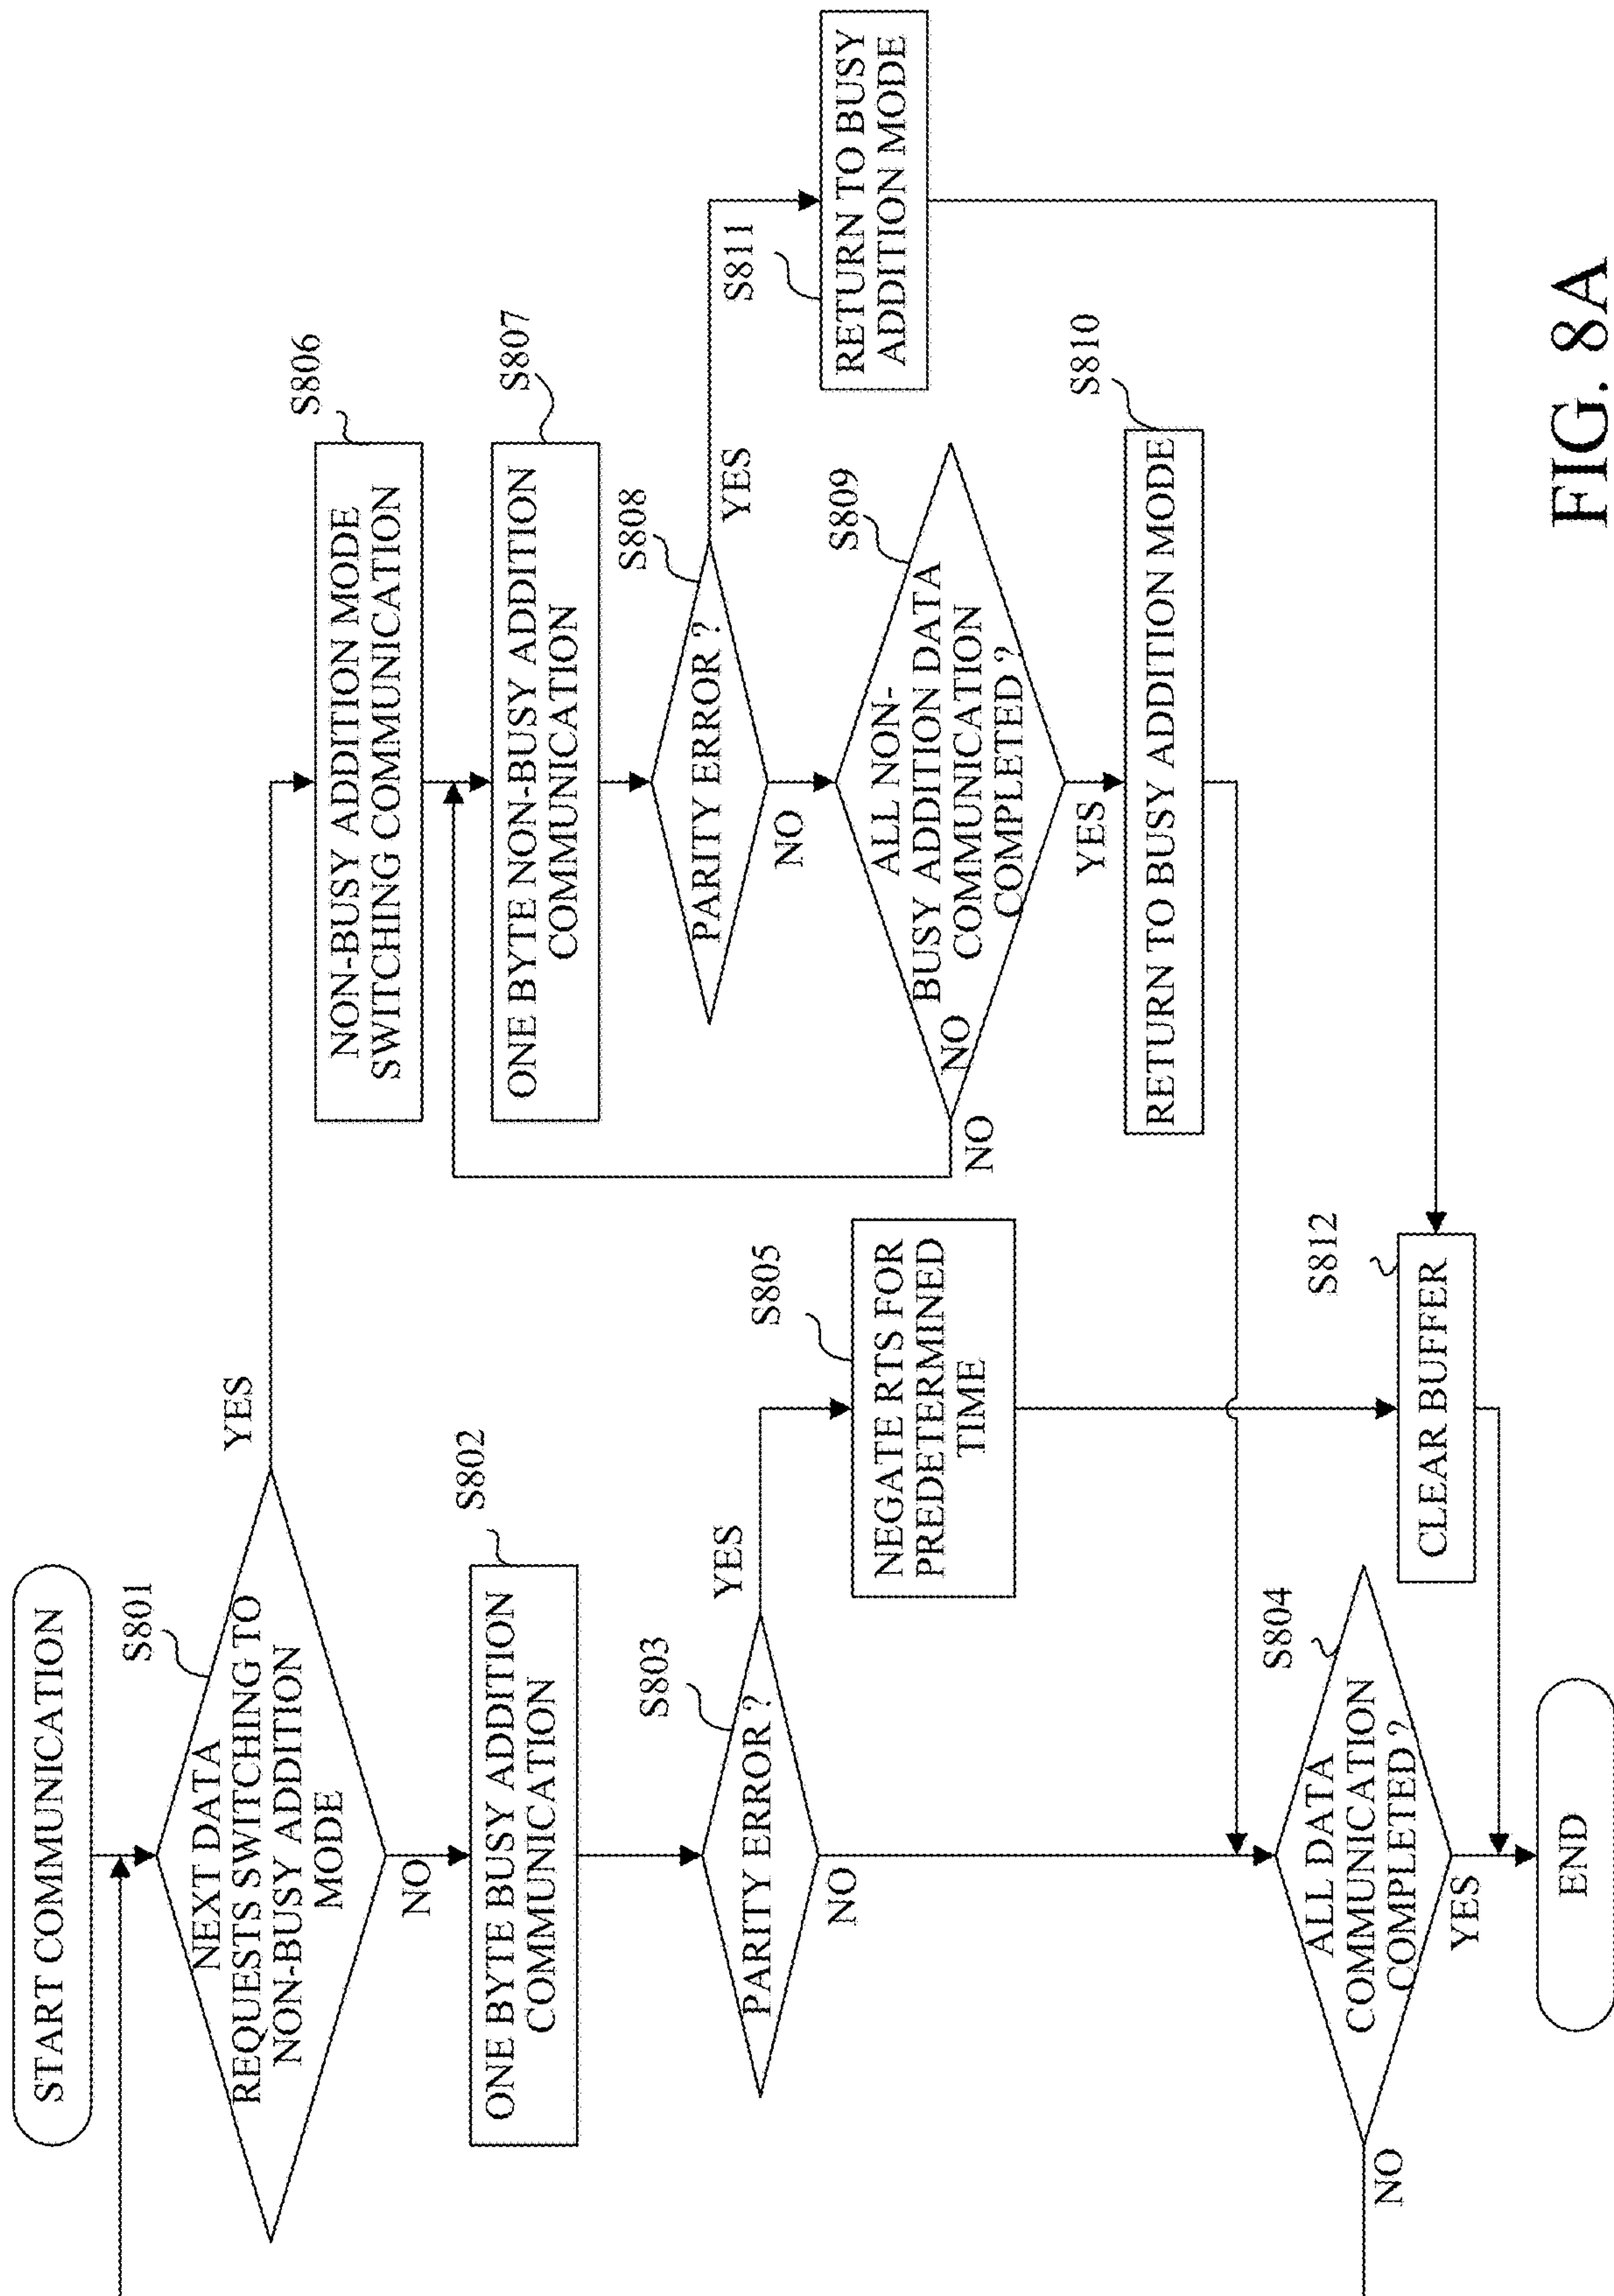 START COMMUNICATION
S801
NEXT DATA
REQUESTS SWITCHING TO
NON-BUSY ADDITION
MODE
YES
NO
S802
ONE BYTE BUSY ADDITION
COMMUNICATION
S803
PARITY ERROR ?
YES
NO
S805
NEGATE RTS FOR
PREDETERMINED
TIME
S804
ALL DATA
COMMUNICATION
COMPLETED ?
NO
YES
S812
CLEAR BUFFER
END
S806
NON-BUSY ADDITION MODE
SWITCHING COMMUNICATION
S807
ONE BYTE NON-BUSY ADDITION
COMMUNICATION
S808
PARITY ERROR ?
YES
NO
S809
ALL NON-
BUSY ADDITION DATA
COMMUNICATION
COMPLETED ?
NO
NO
YES
S810
RETURN TO BUSY ADDITION MODE
S811
RETURN TO BUSY
ADDITION MODE
FIG. 8A